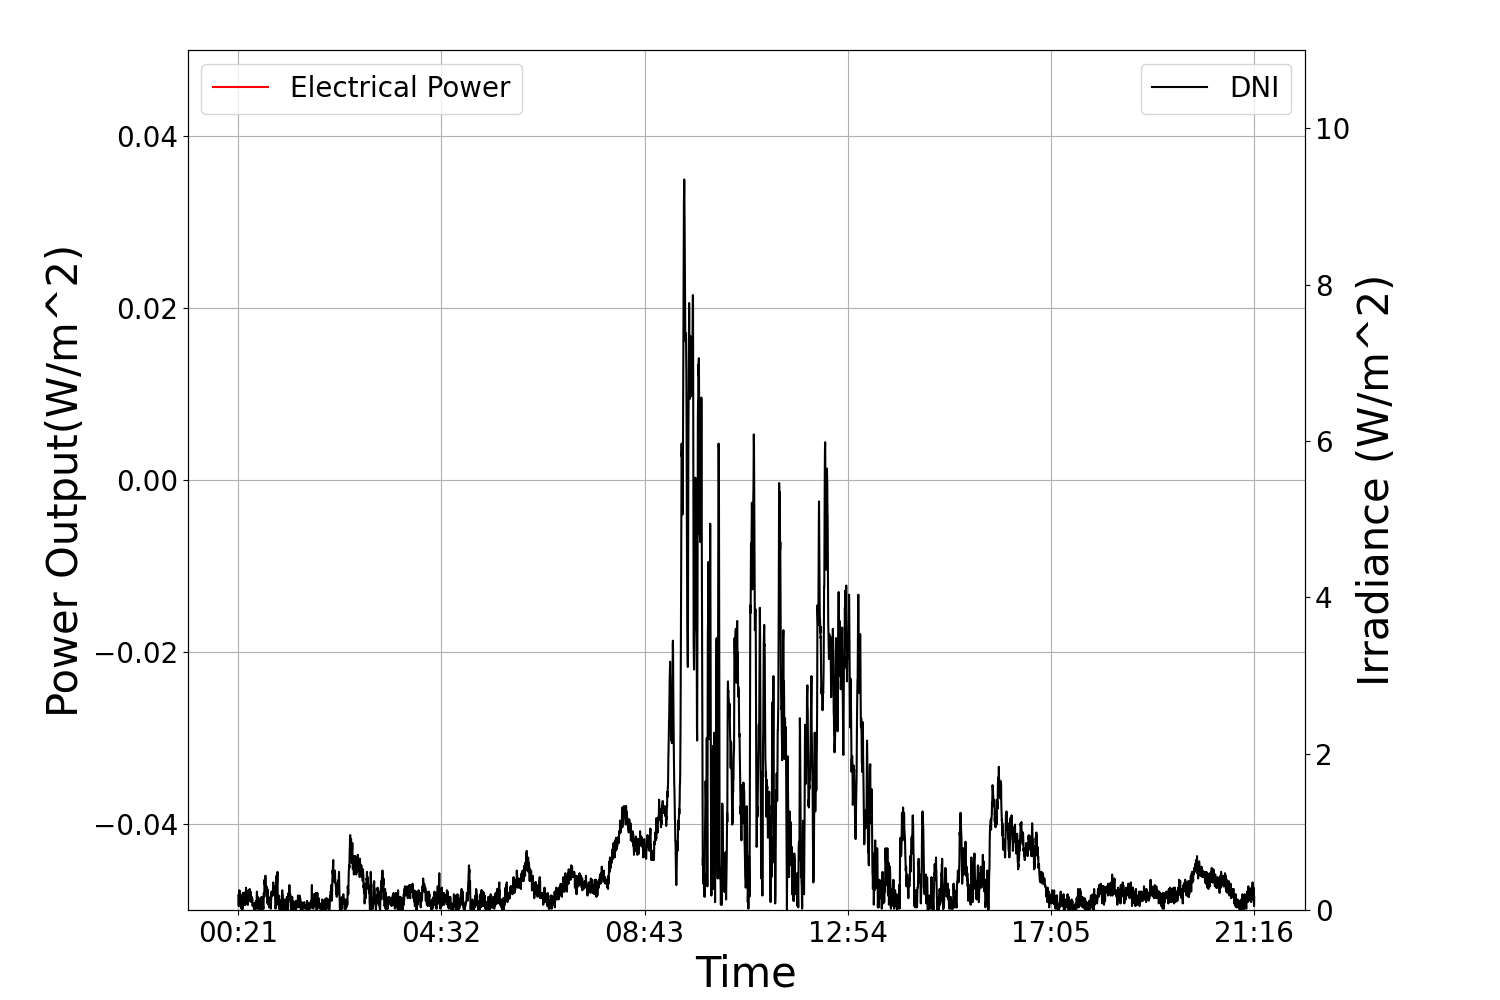 Electrical Power
DNI
0.04
0.02
0.00
−0.02
−0.04
10
8
6
4
2
0
Power Output(W/m^2)
Irradiance (W/m^2)
00:21 04:32 08:43 12:54 17:05 21:16
Time